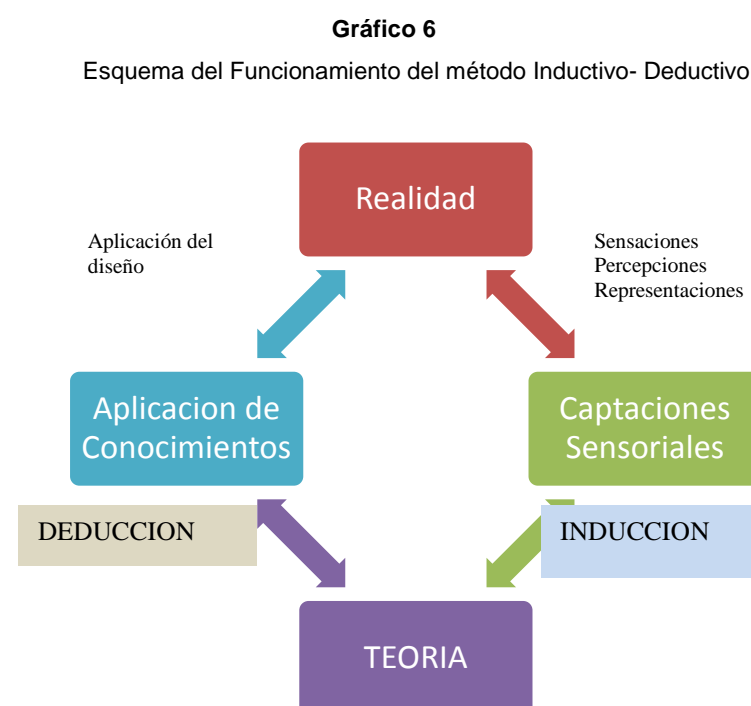 Gráfico 6
Esquema del Funcionamiento del método Inductivo- Deductivo
Realidad
Aplicación del
diseño
Sensaciones
Percepciones
Representaciones
Aplicacion de
Conocimientos
Captaciones
Sensoriales
DEDUCCION
INDUCCION
TEORIA